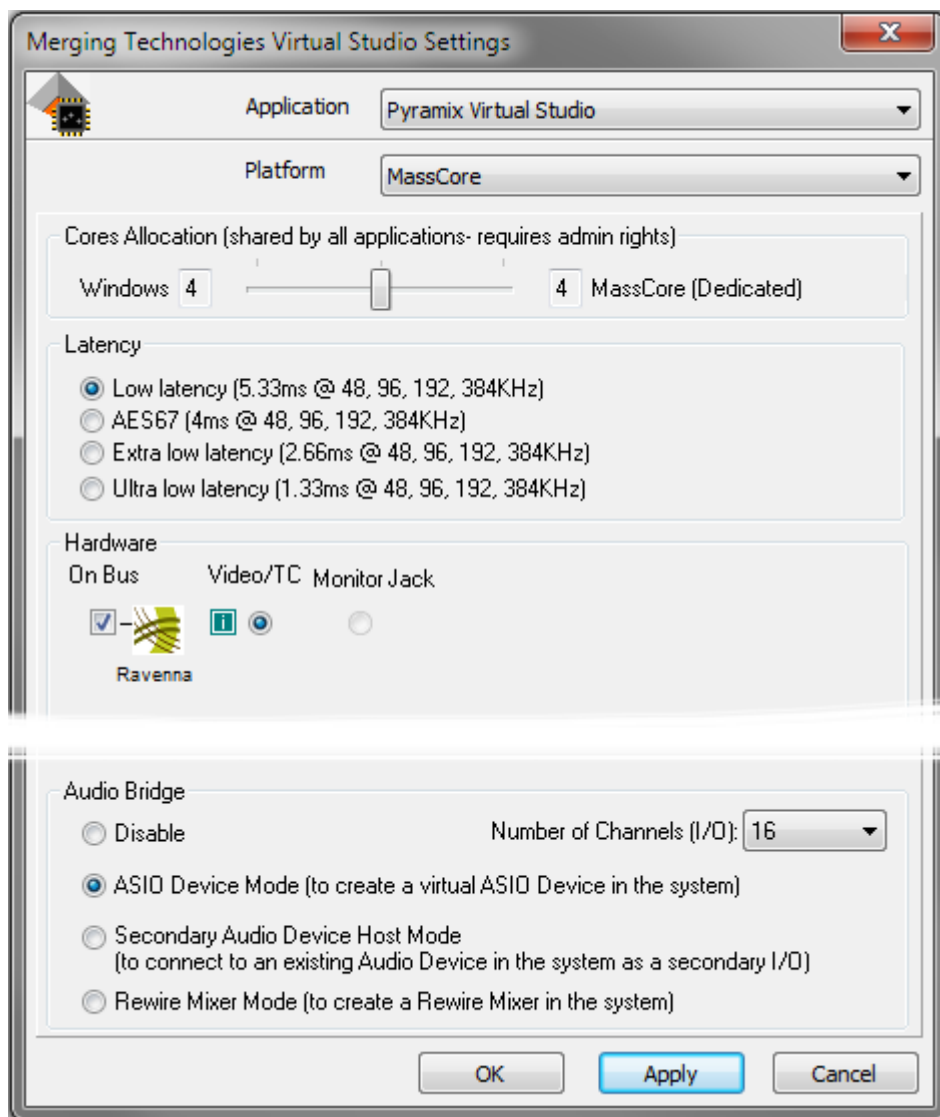 Merging Technologies Virtual Studio Settings
Application Pyramix Virtual Studio
Platform MassCore
Cores Allocation (shared by all applications- requires admin rights)
Windows 4 4 MassCore (Dedicated)
Latency
Low latency (5.33ms @ 48, 96, 192, 384KHz)
AES67 (4ms @ 48, 96, 192, 384KHz)
Extra low latency (2.66ms @ 48, 96, 192, 384KHz)
Ultra low latency (1.33ms @ 48, 96, 192, 384KHz)
Hardware
On Bus Video/TC Monitor Jack
i
Ravenna
Audio Bridge
Disable Number of Channels (I/O): 16
ASIO Device Mode (to create a virtual ASIO Device in the system)
Secondary Audio Device Host Mode
(to connect to an existing Audio Device in the system as a secondary I/O)
Rewire Mixer Mode (to create a Rewire Mixer in the system)
OK Apply Cancel